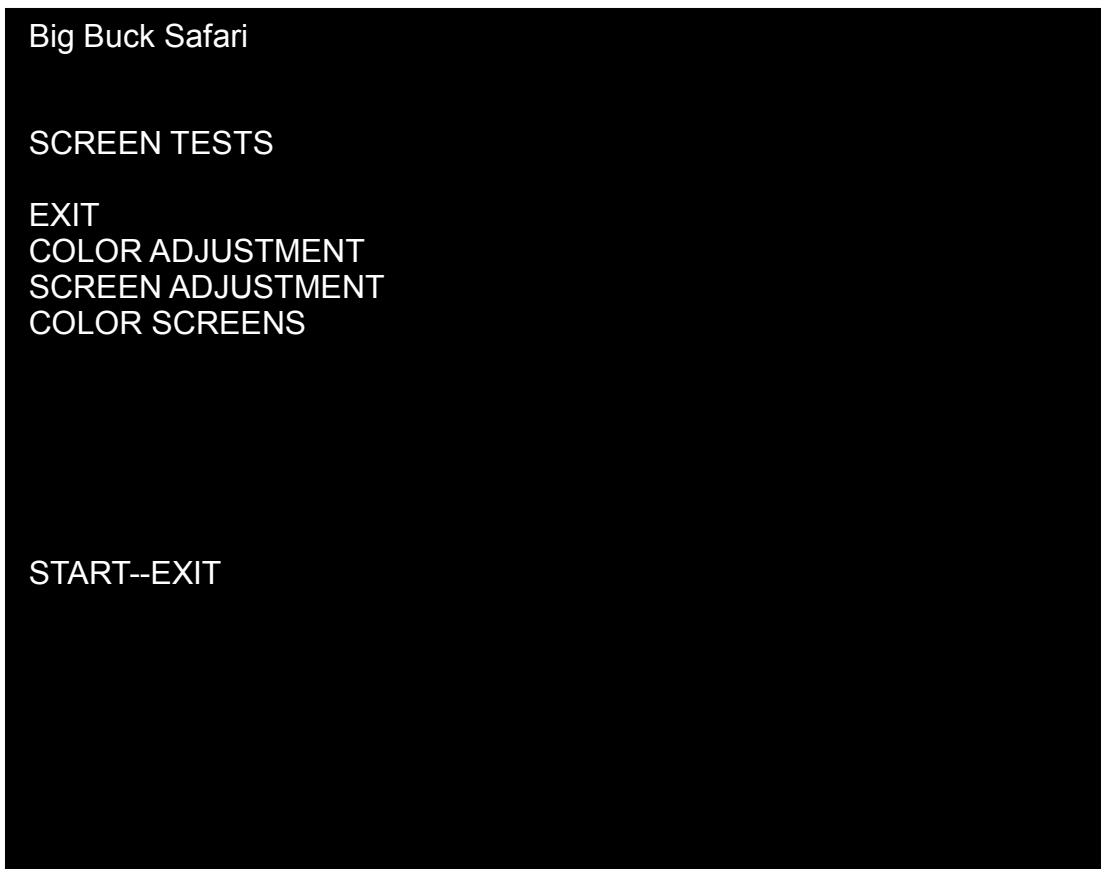 Big Buck Safari
SCREEN TESTS
EXIT
COLOR ADJUSTMENT
SCREEN ADJUSTMENT
COLOR SCREENS
START--EXIT